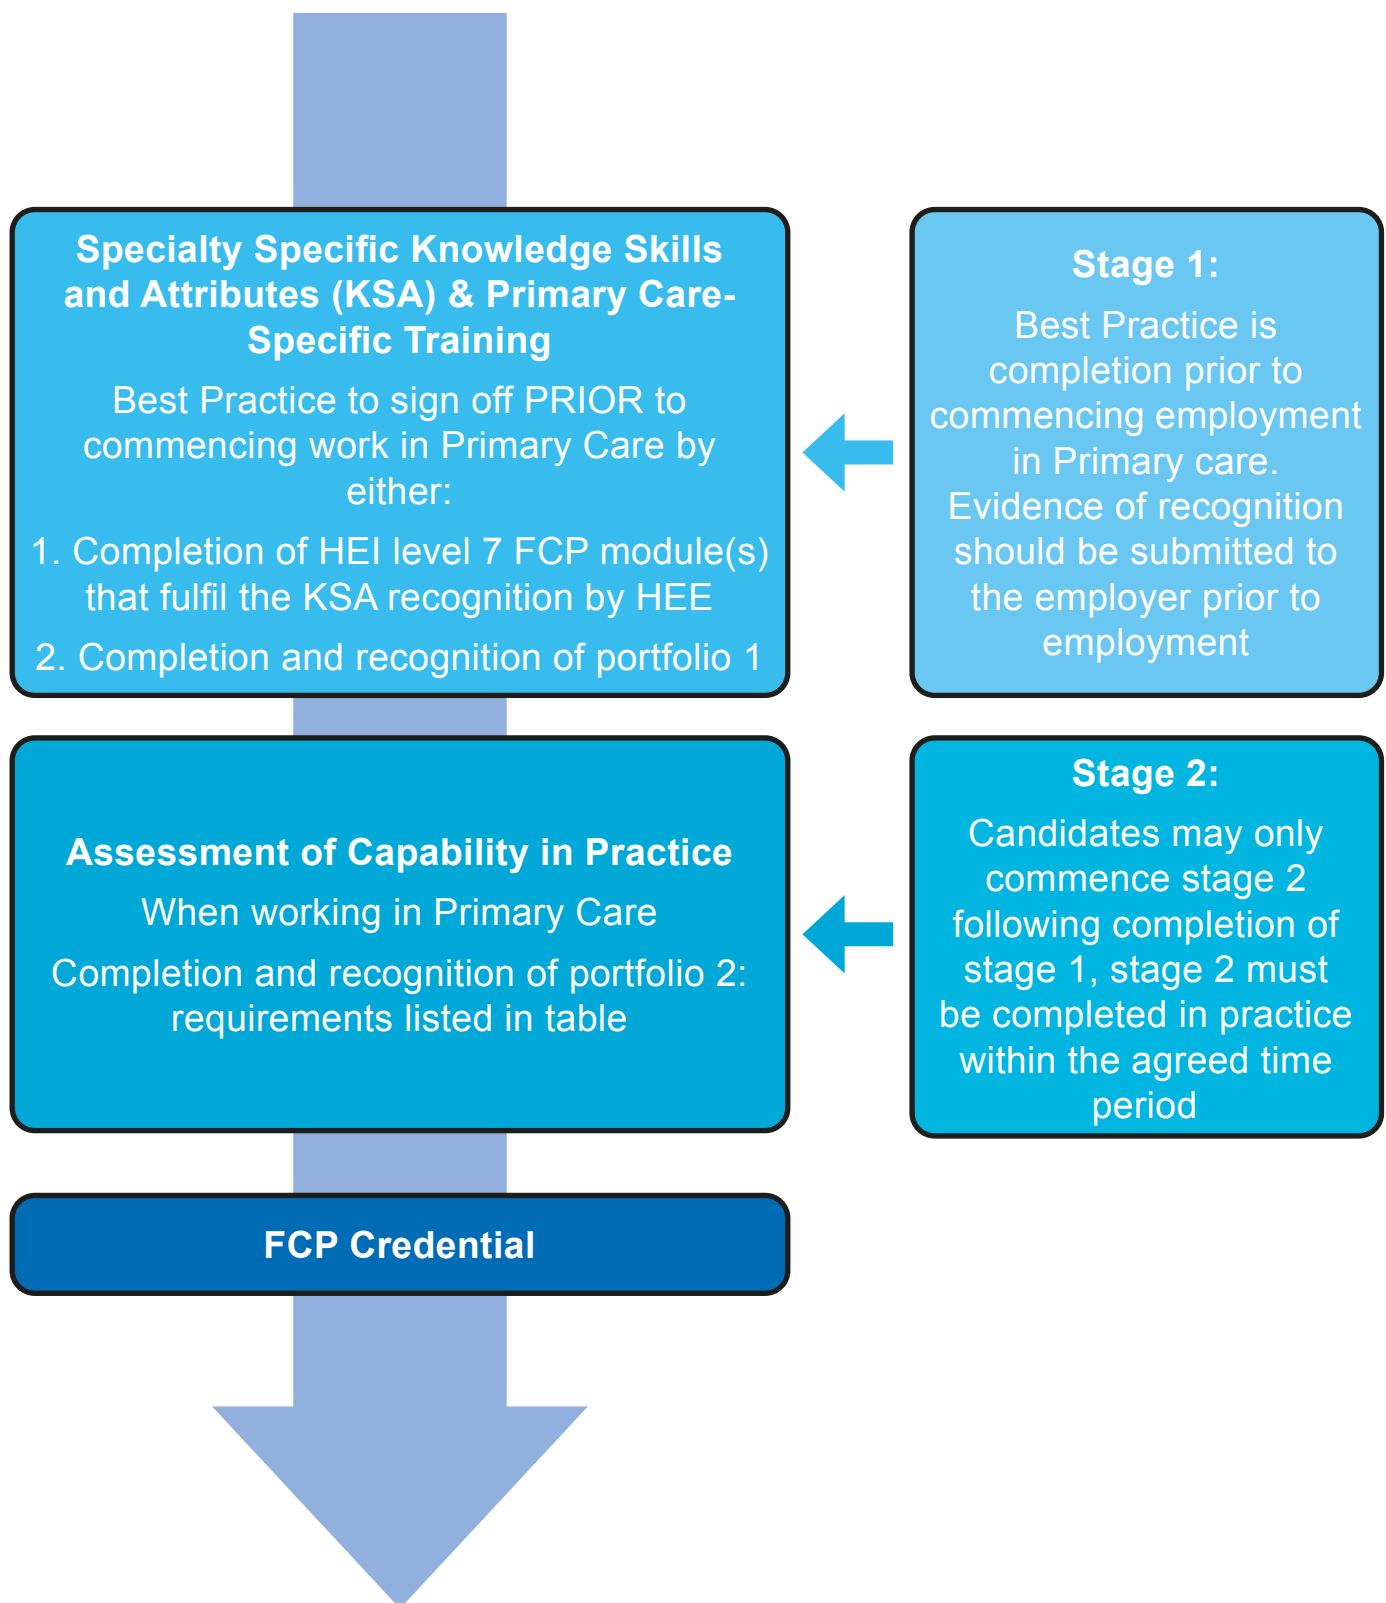 Specialty Specific Knowledge Skills
and Attributes (KSA) & Primary Care-
Specific Training
Best Practice to sign off PRIOR to
commencing work in Primary Care by
either:
1. Completion of HEI level 7 FCP module(s)
that fulfil the KSA recognition by HEE
2. Completion and recognition of portfolio 1
Stage 1:
Best Practice is
completion prior to
commencing employment
in Primary care.
Evidence of recognition
should be submitted to
the employer prior to
employment
Assessment of Capability in Practice
When working in Primary Care
Completion and recognition of portfolio 2:
requirements listed in table
Stage 2:
Candidates may only
commence stage 2
following completion of
stage 1, stage 2 must
be completed in practice
within the agreed time
period
FCP Credential